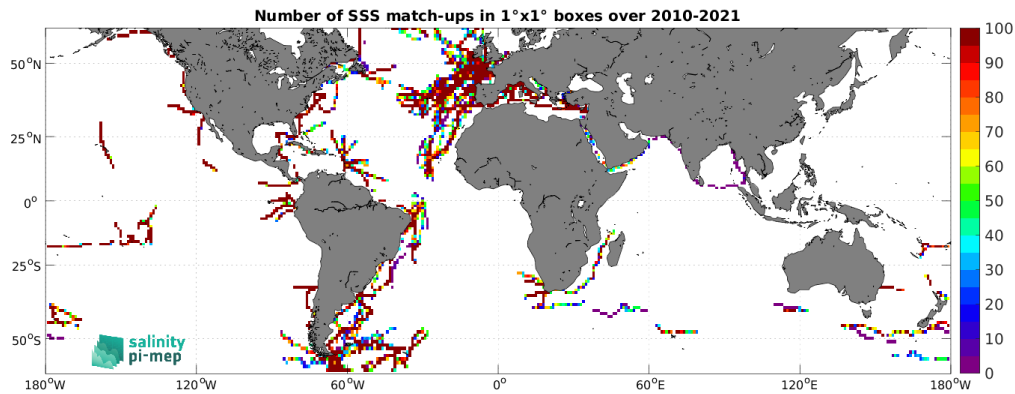 Number of SSS match-ups in 1°x1° boxes over 2010-2021
50°N
25°N
0°
25°S
50°S
180°W
120°W
60°W
0°
60°E
120°E
180°W
100
90
80
70
60
50
40
30
20
10
0
salinity
pi-mep